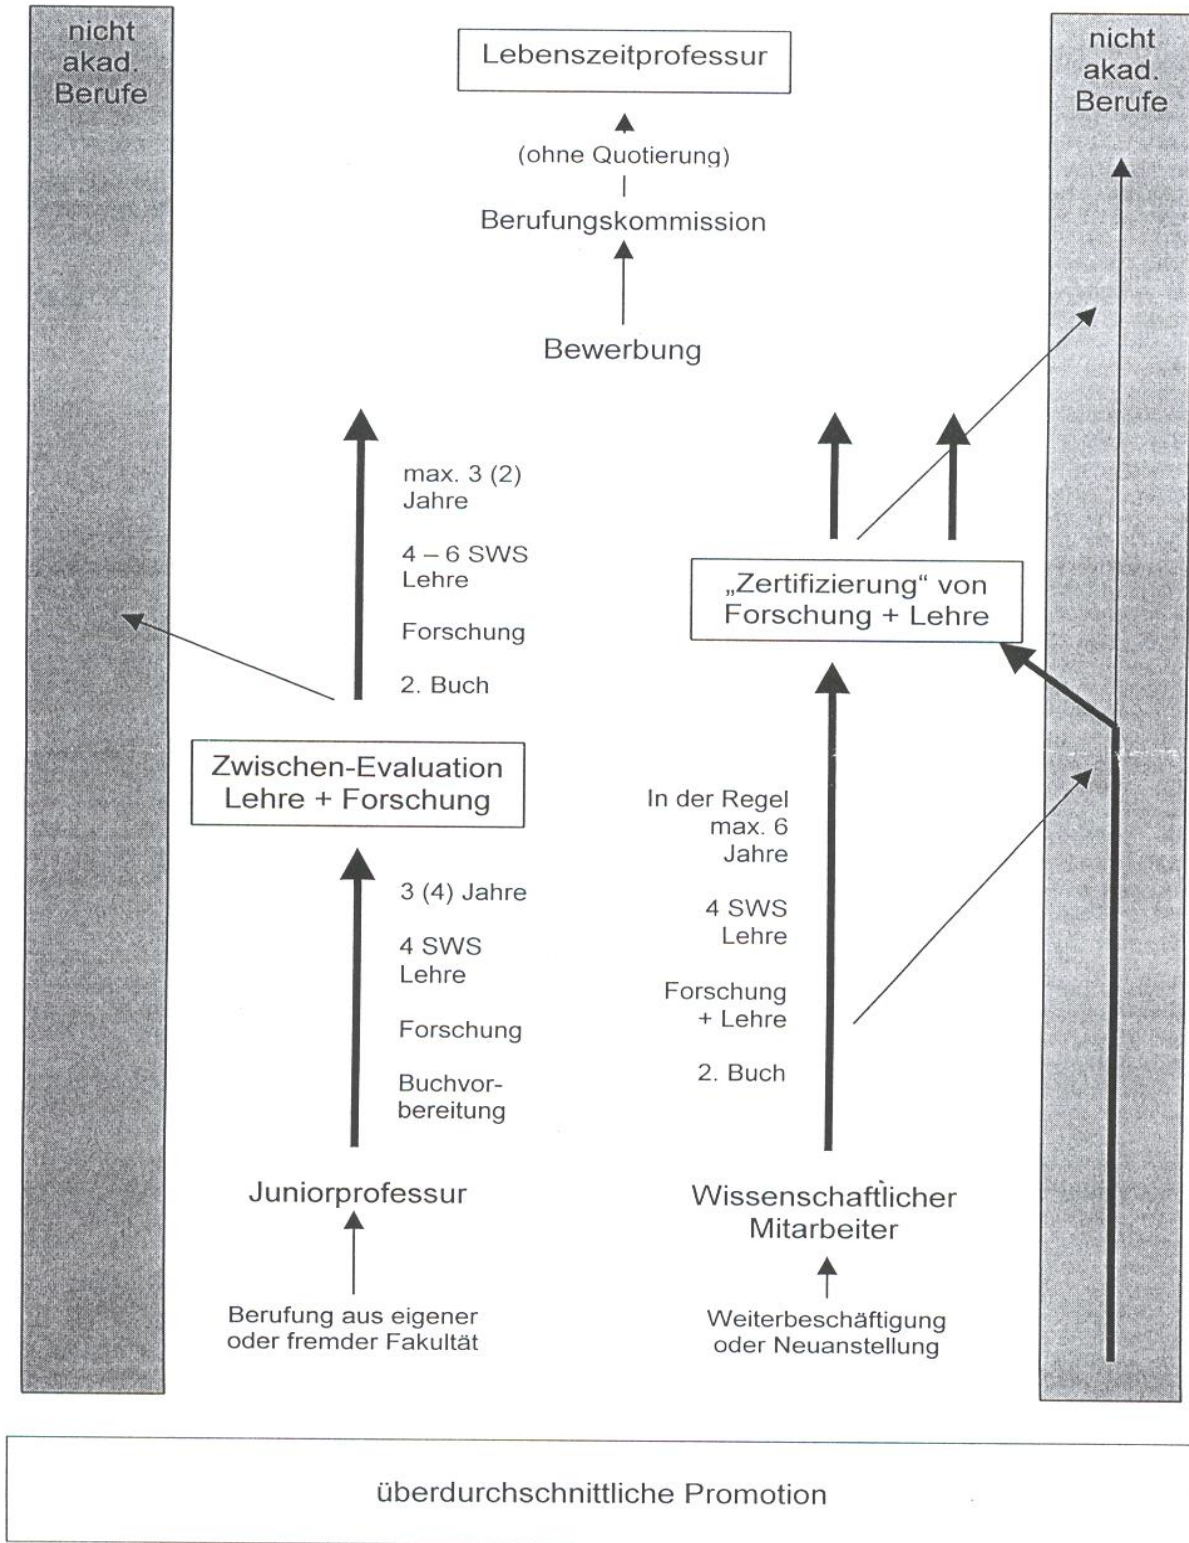 nicht
akad.
Berufe
Lebenszeitprofessur
nicht
akad.
Berufe
(ohne Quotierung)
Berufungskommission
Bewerbung
max. 3 (2)
Jahre
4 – 6 SWS
Lehre
Forschung
2. Buch
„Zertifizierung“ von
Forschung + Lehre
Zwischen-Evaluation
Lehre + Forschung
3 (4) Jahre
4 SWS
Lehre
Forschung
Buchvor-
bereitung
In der Regel
max. 6
Jahre
4 SWS
Lehre
Forschung
+ Lehre
2. Buch
Juniorprofessur
Wissenschaftlicher
Mitarbeiter
Berufung aus eigener
oder fremder Fakultät
Weiterbeschäftigung
oder Neuanstellung
überdurchschnittliche Promotion